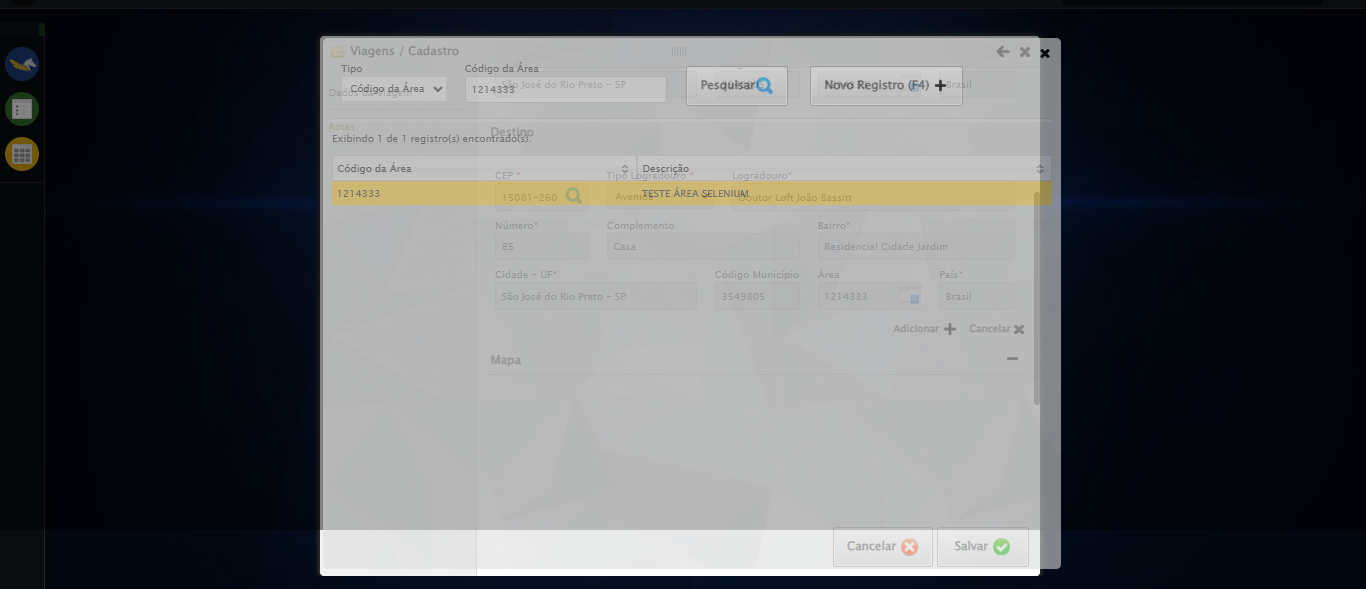 Viagens / Cadastro
Tipo Código da Área
Código da Área 1214333 Pesquisar Novo Registro (F4)
São José do Rio Preto - SP Brasil
Dados da Viagem
Rotas
Destino
Exibindo 1 de 1 registro(s) encontrado(s).
Código da Área Descrição
CEP * Tipo Logradouro * Logradouro*
1214333 TESTE ÁREA SELENIUM
15081-260 Avenida Doutor Loft João Bassitt
Número* Complemento Bairro*
85 Casa Residencial Cidade Jardim
Cidade - UF* Código Município Área País*
São José do Rio Preto - SP 3549805 1214333 Brasil
Adicionar Cancelar
Mapa
Cancelar Salvar